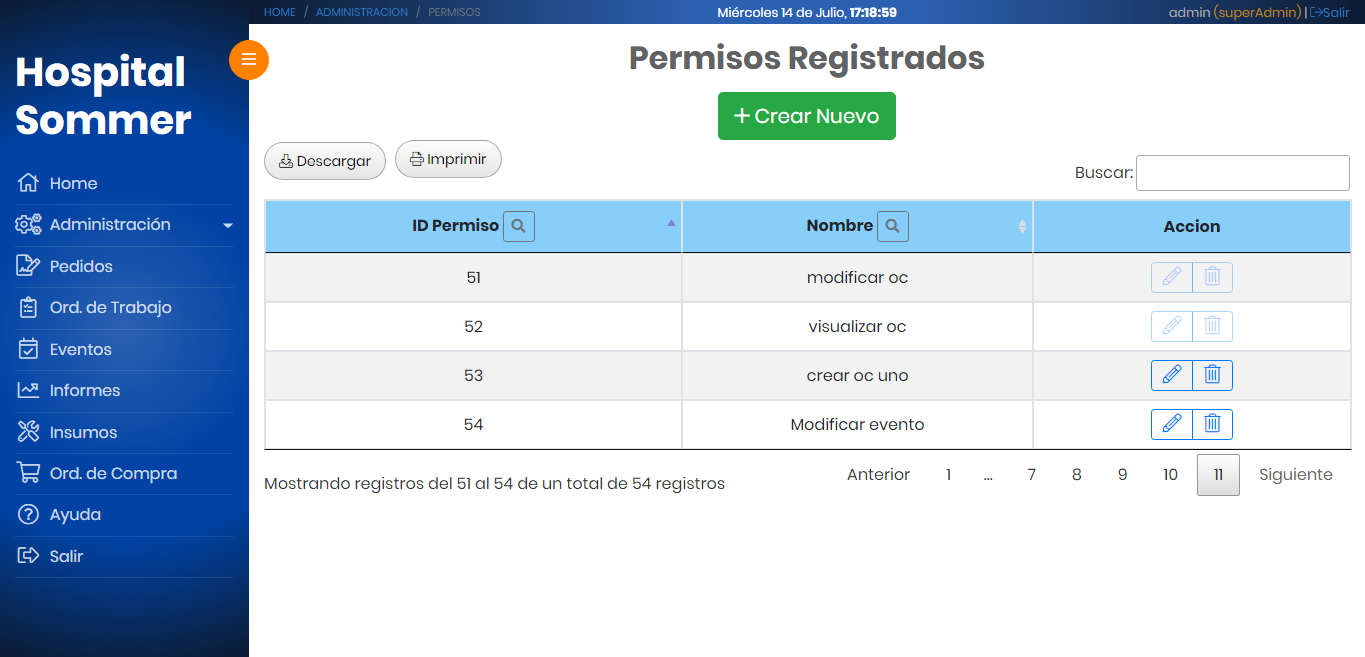 HOME / ADMINISTRACION / PERMISOS
Miércoles 14 de Julio, 17:18:59
admin (superAdmin) | Salir
Hospital
Sommer
Home
Administración
Pedidos
Ord. de Trabajo
Eventos
Informes
Insumos
Ord. de Compra
Ayuda
Salir
Permisos Registrados
+ Crear Nuevo
Descargar
Imprimir
Buscar:
ID Permiso Nombre Accion
51 modificar oc
52 visualizar oc
53 crear oc uno
54 Modificar evento
Mostrando registros del 51 al 54 de un total de 54 registros
Anterior 1 ... 7 8 9 10 11 Siguiente